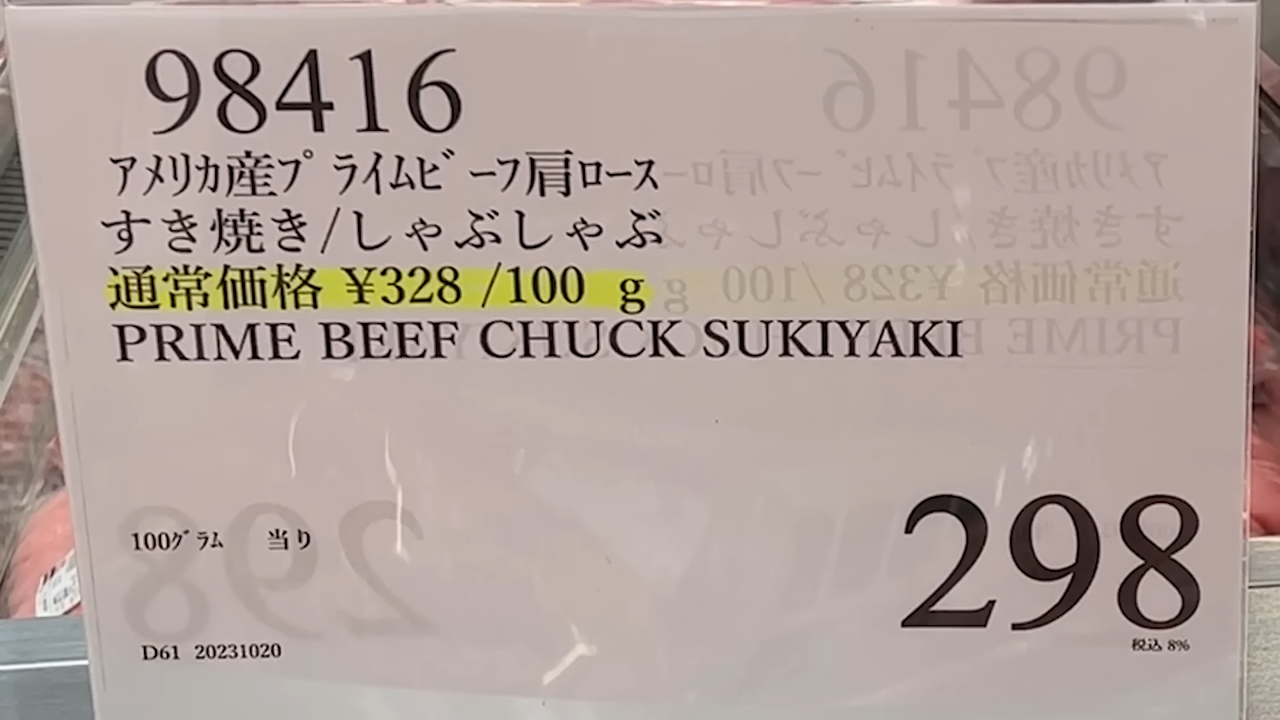 98416
ｱﾒﾘｶ産ﾌﾟﾗｲﾑﾋﾞｰﾌ肩ﾛｰｽ
すき焼き/しゃぶしゃぶ
通常価格 ¥328 /100 g
PRIME BEEF CHUCK SUKIYAKI
100ｸﾞﾗﾑ 当り
298
税込 8%
D61 20231020